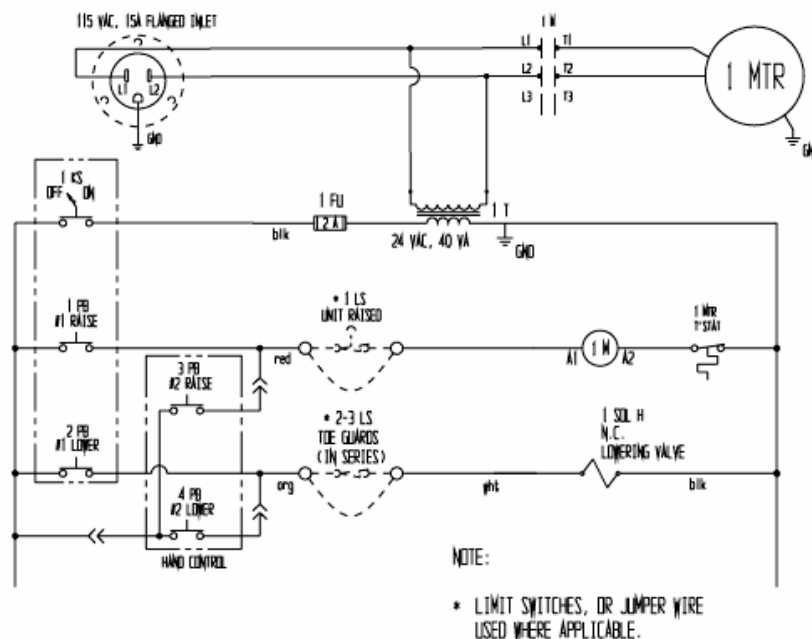 115 VAC, 15A FLANGED INLET
1 M
L1 T1
L2 T2
L3 T3
1 MTR
L1 L2
GND
1 KS
OFF ON
1 FU
2 A
blk
1 T
24 VAC, 40 VA
GND
1 PB
#1 RAISE
* 1 LS
LIMIT RAISED
red
1 M
A1 A2
1 MTR
T'STAT
3 PB
#2 RAISE
2 PB
#1 LOWER
* 2-3 LS
TOE GUARDS
(IN SERIES)
org
wht
1 SOL H
N.C.
LOWERING VALVE
blk
4 PB
#2 LOWER
HAND CONTROL
NOTE:
* LIMIT SWITCHES, OR JUMPER WIRE
USED WHERE APPLICABLE.